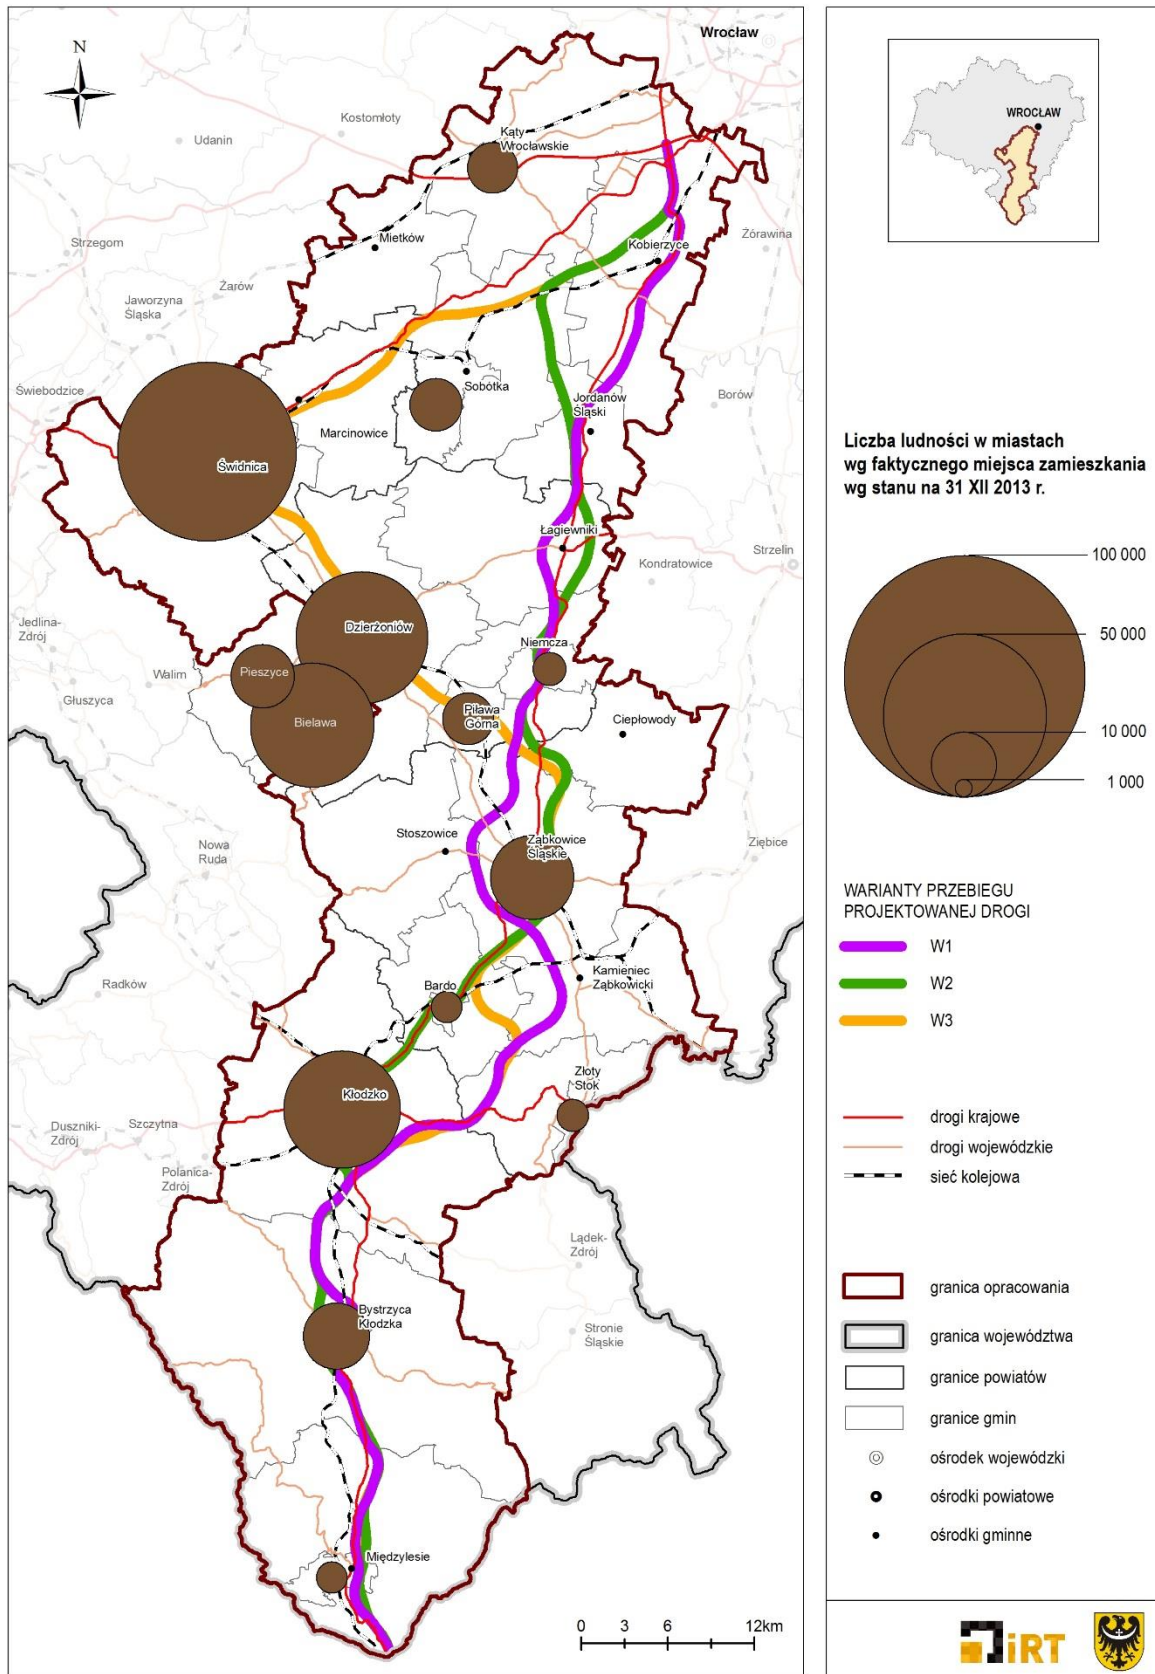 Wrocław
N
Kostomłoty
Udanin
Kąty
Wrocławskie
Strzegom
Mietków
Kobierzyce
Żórawina
Żarów
Jaworzyna
Śląska
Świebodzice
Sobótka
Jordanów
Śląski
Borów
Marcinowice
Świdnica
Łagiewniki
Strzelin
Kondratowice
Jedlina-
Zdrój
Dzierżoniów
Niemcza
Walim
Pieszyce
Głuszyca
Bielawa
Piława
Górna
Ciepłowody
Stoszowice
Ząbkowice
Śląskie
Ziębice
Nowa
Ruda
Radków
Bardo
Kamieniec
Ząbkowicki
Złoty
Stok
Kłodzko
Duszniki-
Zdrój
Szczytna
Polanica-
Zdrój
Lądek-
Zdrój
Bystrzyca
Kłodzka
Stronie
Śląskie
Międzylesie
0 3 6 12km
WROCŁAW
Liczba ludności w miastach
wg faktycznego miejsca zamieszkania
wg stanu na 31 XII 2013 r.
100 000
50 000
10 000
1 000
WARIANTY PRZEBIEGU
PROJEKTOWANEJ DROGI
W1
W2
W3
drogi krajowe
drogi wojewódzkie
sieć kolejowa
granica opracowania
granica województwa
granice powiatów
granice gmin
ośrodek wojewódzki
ośrodki powiatowe
ośrodki gminne
iRT